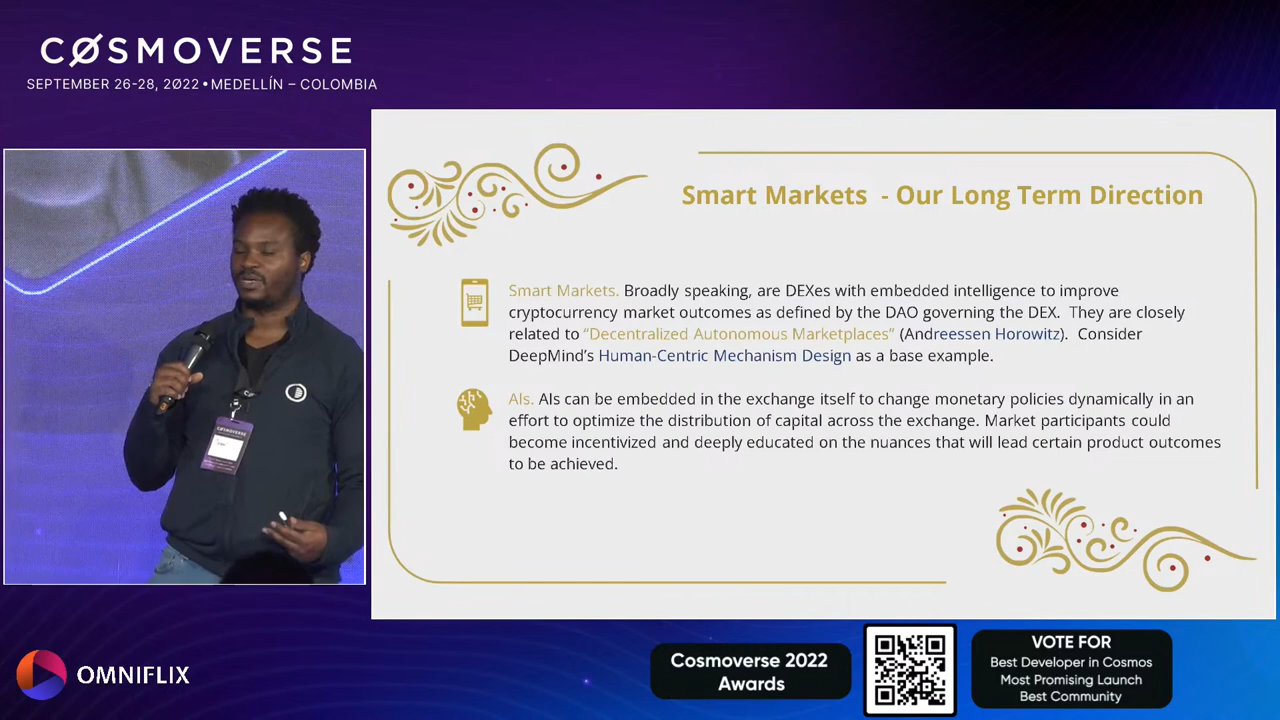 CØSMOVERSE
SEPTEMBER 26-28, 2Ø22 • MEDELLÍN – COLOMBIA
Smart Markets - Our Long Term Direction
Smart Markets. Broadly speaking, are DEXes with embedded intelligence to improve
cryptocurrency market outcomes as defined by the DAO governing the DEX. They are closely
related to “Decentralized Autonomous Marketplaces” (Andreessen Horowitz). Consider
DeepMind’s Human-Centric Mechanism Design as a base example.
AIs. AIs can be embedded in the exchange itself to change monetary policies dynamically in an
effort to optimize the distribution of capital across the exchange. Market participants could
become incentivized and deeply educated on the nuances that will lead certain product outcomes
to be achieved.
COSMOVERSE
OMNIFLIX
Cosmoverse 2022
Awards
VOTE FOR
Best Developer in Cosmos
Most Promising Launch
Best Community